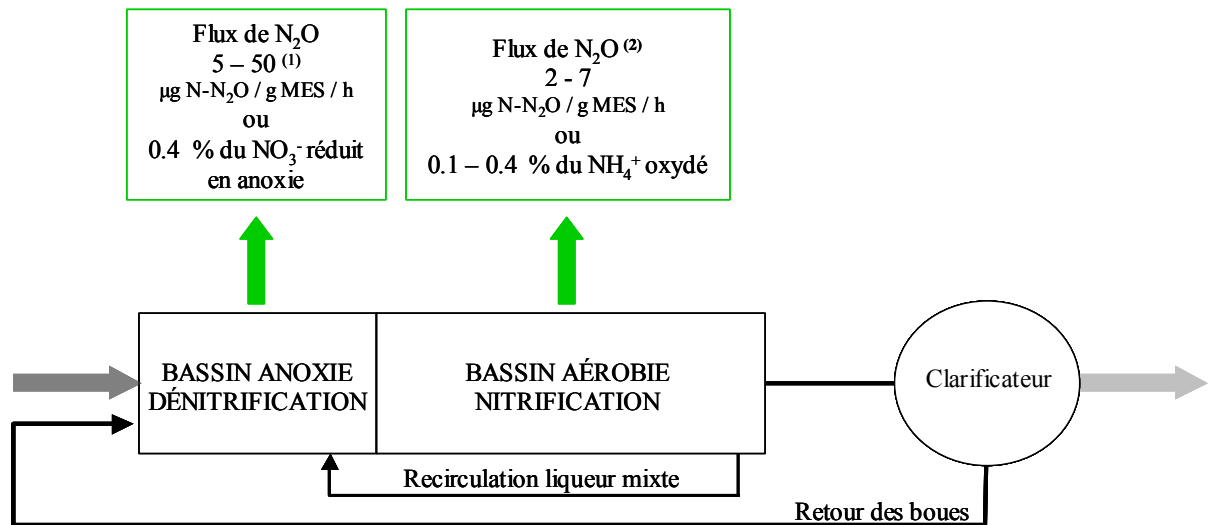 Flux de N₂O
5 – 50 ⁽¹⁾
µg N-N₂O / g MES / h
ou
0.4 % du NO₃⁻ réduit
en anoxie
Flux de N₂O ⁽²⁾
2 - 7
µg N-N₂O / g MES / h
ou
0.1 – 0.4 % du NH₄⁺ oxydé
BASSIN ANOXIE
DÉNITRIFICATION
BASSIN AÉROBIE
NITRIFICATION
Clarificateur
Recirculation liqueur mixte
Retour des boues